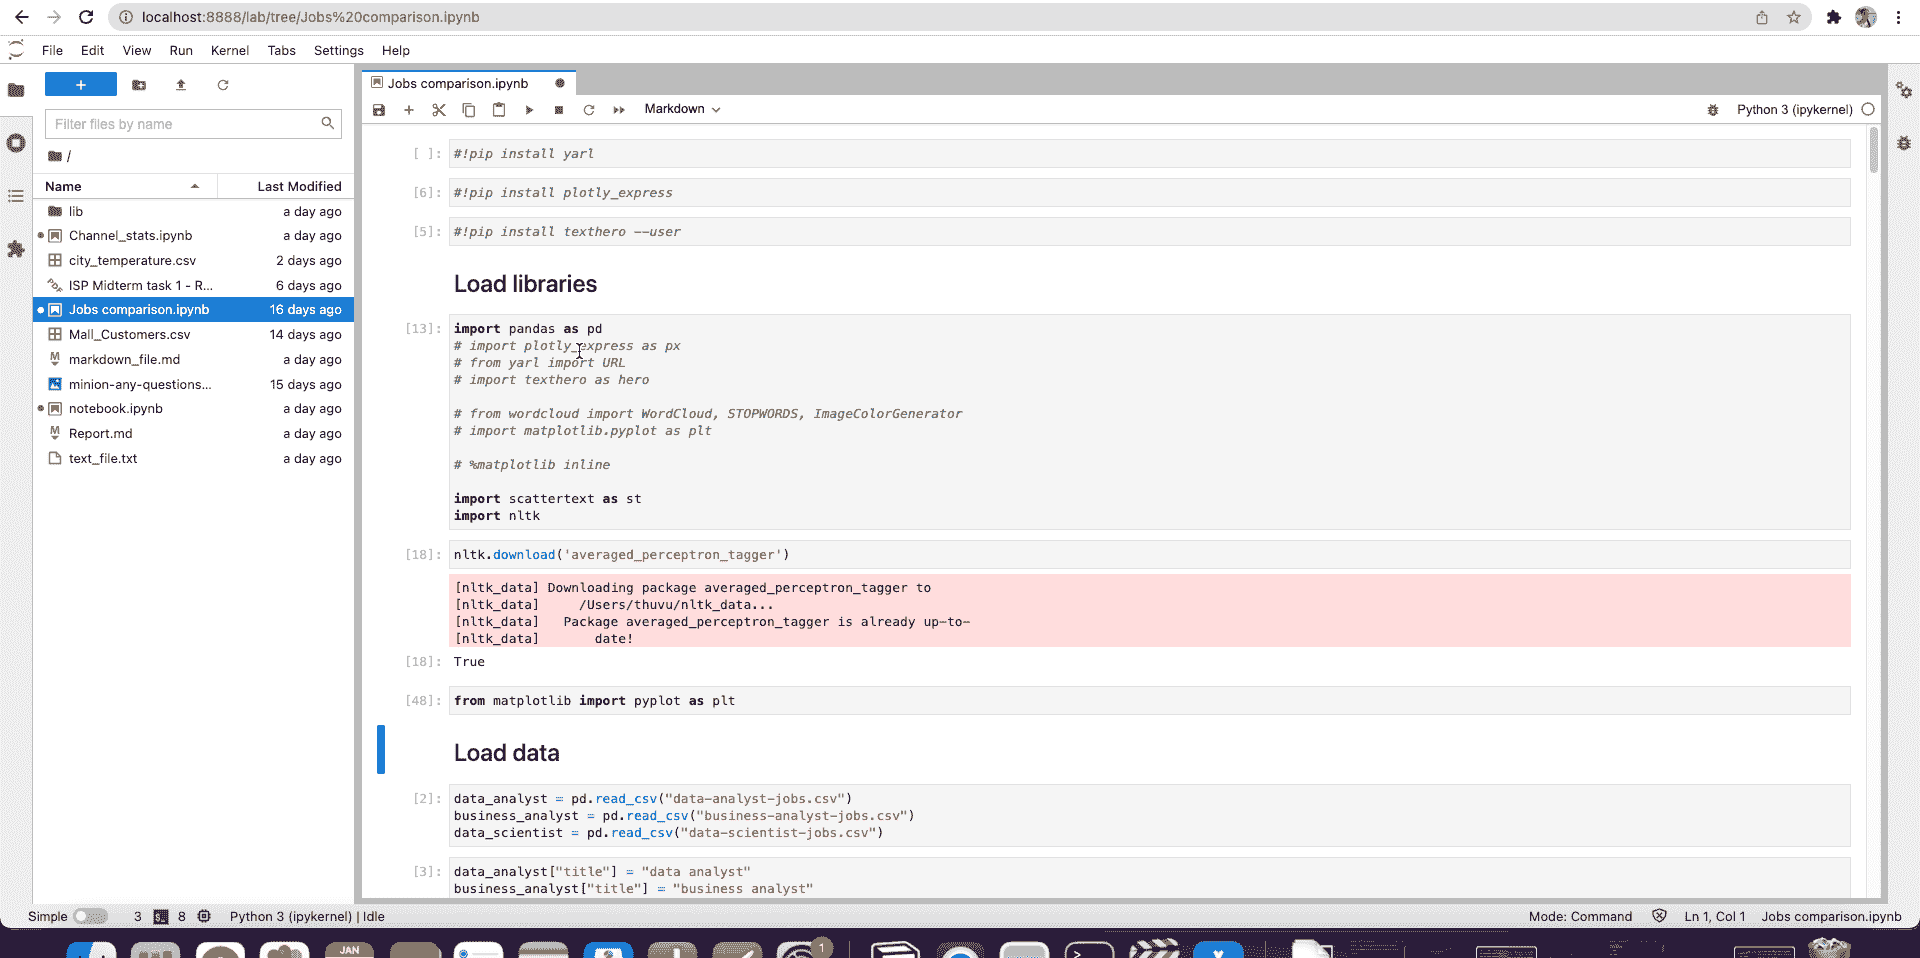 localhost:8888/lab/tree/Jobs%20comparison.ipynb
File Edit View Run Kernel Tabs Settings Help
+
Jobs comparison.ipynb
Markdown
Python 3 (ipykernel)
Filter files by name
/
Name Last Modified
lib a day ago
Channel_stats.ipynb a day ago
city_temperature.csv 2 days ago
ISP Midterm task 1 - R... 6 days ago
Jobs comparison.ipynb 16 days ago
Mall_Customers.csv 14 days ago
markdown_file.md a day ago
minion-any-questions... 15 days ago
notebook.ipynb a day ago
Report.md a day ago
text_file.txt a day ago
[ ]: #!pip install yarl
[6]: #!pip install plotly_express
[5]: #!pip install texthero --user
Load libraries
[13]: import pandas as pd
# import plotly_express as px
# from yarl import URL
# import texthero as hero
# from wordcloud import WordCloud, STOPWORDS, ImageColorGenerator
# import matplotlib.pyplot as plt
# %matplotlib inline
import scattertext as st
import nltk
[18]: nltk.download('averaged_perceptron_tagger')
[nltk_data] Downloading package averaged_perceptron_tagger to
[nltk_data] /Users/thuvu/nltk_data...
[nltk_data] Package averaged_perceptron_tagger is already up-to-
[nltk_data] date!
[18]: True
[48]: from matplotlib import pyplot as plt
Load data
[2]: data_analyst = pd.read_csv("data-analyst-jobs.csv")
business_analyst = pd.read_csv("business-analyst-jobs.csv")
data_scientist = pd.read_csv("data-scientist-jobs.csv")
[3]: data_analyst["title"] = "data analyst"
business_analyst["title"] = "business analyst"
Simple 3 8 Python 3 (ipykernel) | Idle Mode: Command Ln 1, Col 1 Jobs comparison.ipynb
JAN
1